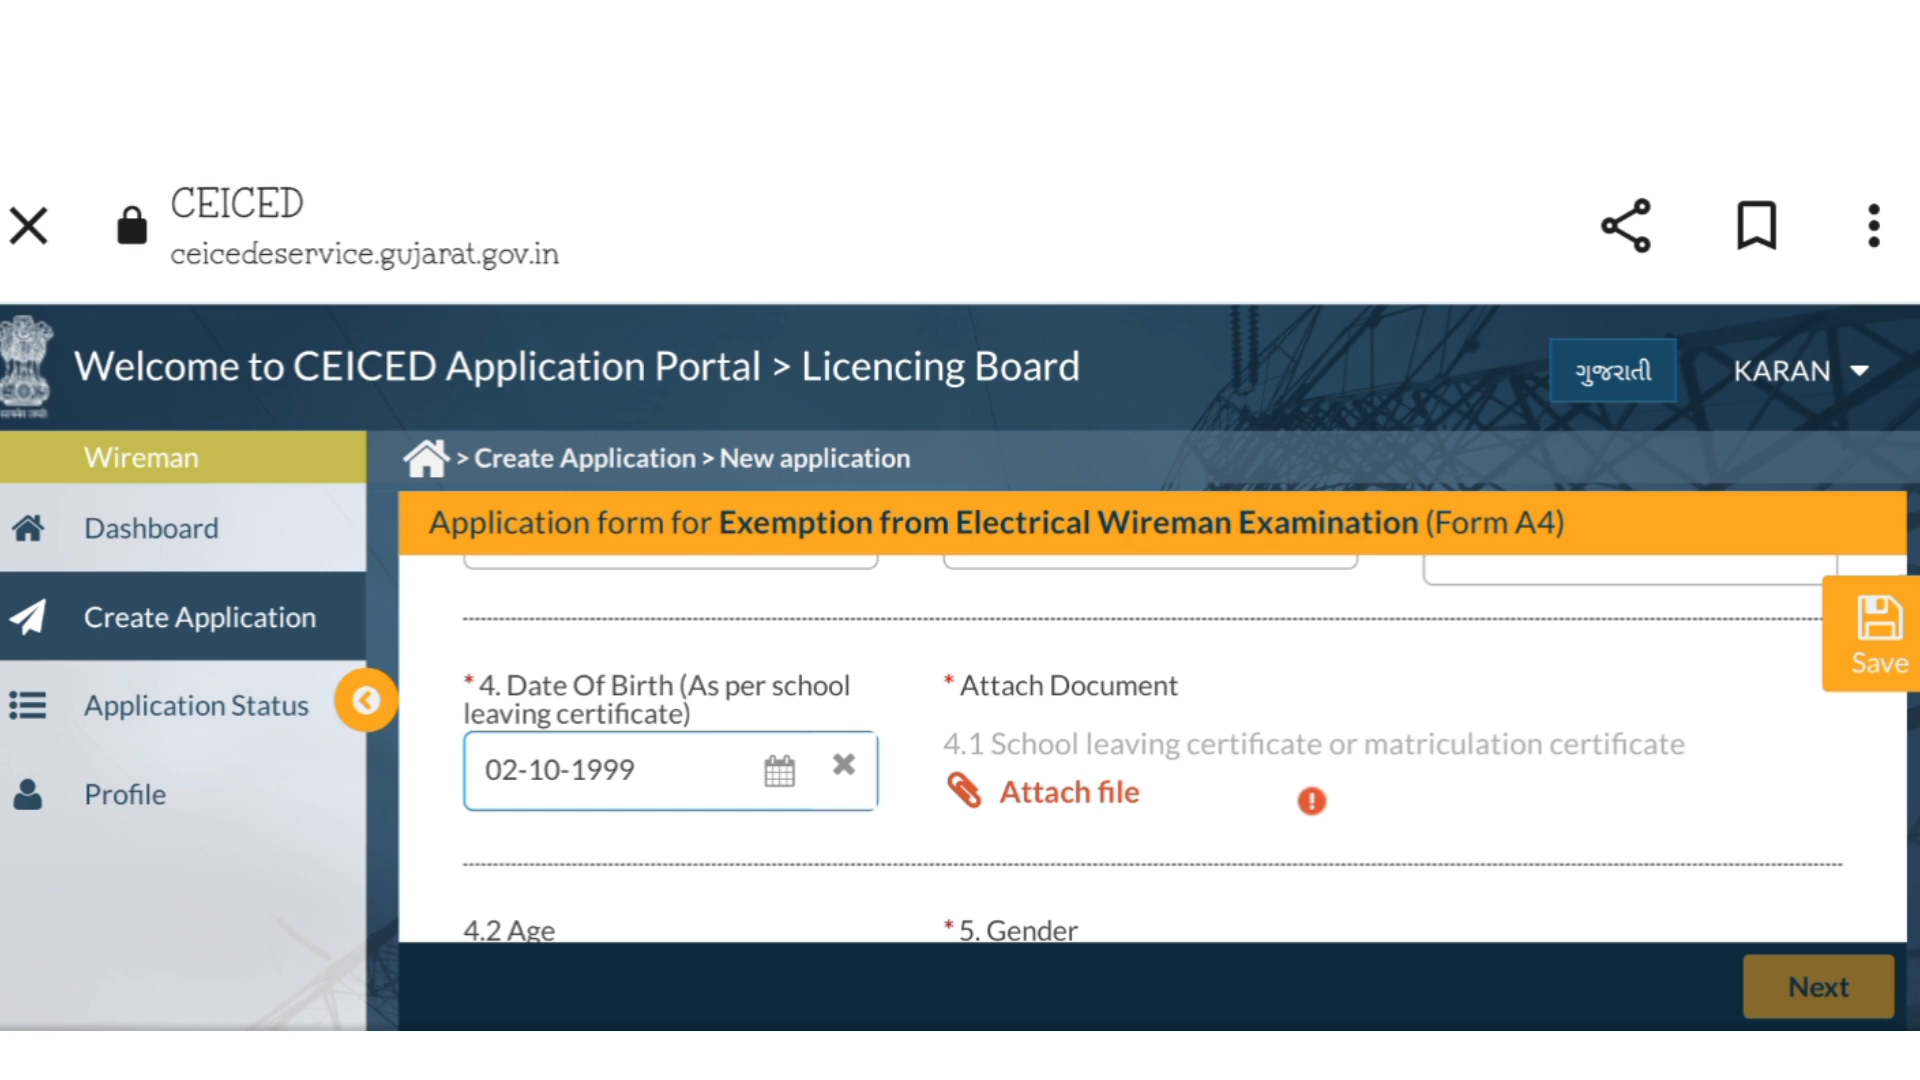 CEICED
ceicedeservice.gujarat.gov.in
Welcome to CEICED Application Portal > Licencing Board
ગુજરાતી
KARAN
Wireman
> Create Application > New application
Dashboard
Application form for Exemption from Electrical Wireman Examination (Form A4)
Create Application
Save
* 4. Date Of Birth (As per school
leaving certificate)
* Attach Document
Application Status
4.1 School leaving certificate or matriculation certificate
02-10-1999
Attach file
Profile
4.2 Age
* 5. Gender
Next